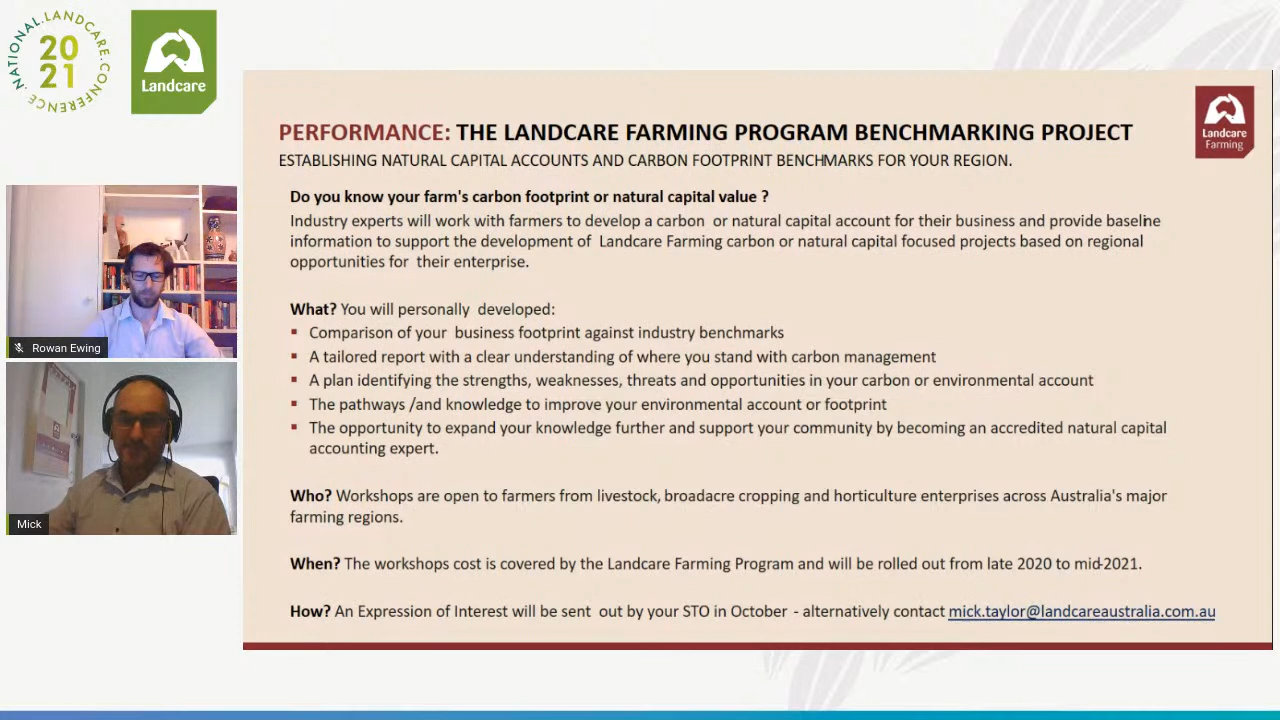 NATIONAL.LANDCARE.CONFERENCE.
20
21
Landcare
Landcare
Farming
PERFORMANCE: THE LANDCARE FARMING PROGRAM BENCHMARKING PROJECT
ESTABLISHING NATURAL CAPITAL ACCOUNTS AND CARBON FOOTPRINT BENCHMARKS FOR YOUR REGION.
Do you know your farm's carbon footprint or natural capital value ?
Industry experts will work with farmers to develop a carbon or natural capital account for their business and provide baseline
information to support the development of Landcare Farming carbon or natural capital focused projects based on regional
opportunities for their enterprise.
What? You will personally developed:
▪ Comparison of your business footprint against industry benchmarks
▪ A tailored report with a clear understanding of where you stand with carbon management
▪ A plan identifying the strengths, weaknesses, threats and opportunities in your carbon or environmental account
▪ The pathways /and knowledge to improve your environmental account or footprint
▪ The opportunity to expand your knowledge further and support your community by becoming an accredited natural capital
accounting expert.
Who? Workshops are open to farmers from livestock, broadacre cropping and horticulture enterprises across Australia's major
farming regions.
When? The workshops cost is covered by the Landcare Farming Program and will be rolled out from late 2020 to mid-2021.
How? An Expression of Interest will be sent out by your STO in October - alternatively contact mick.taylor@landcareaustralia.com.au
Rowan Ewing
Mick